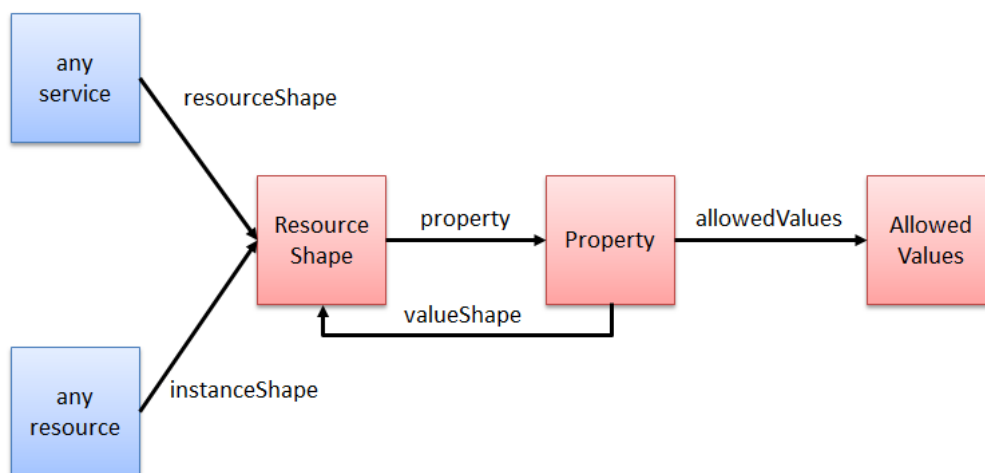 any
service
resourceShape
Resource
Shape
property
Property
allowedValues
Allowed
Values
valueShape
instanceShape
any
resource